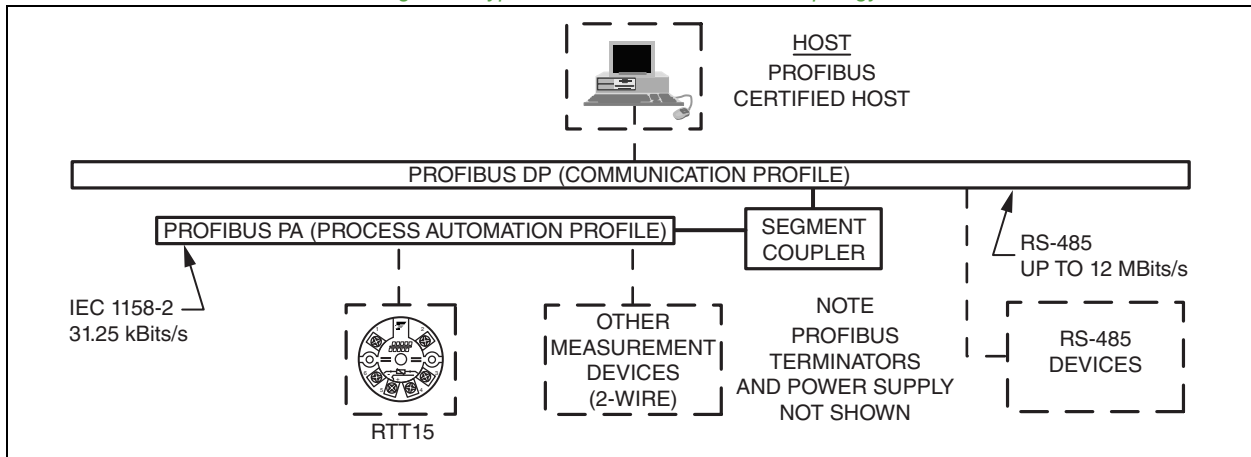 HOST
PROFIBUS
CERTIFIED HOST
PROFIBUS DP (COMMUNICATION PROFILE)
PROFIBUS PA (PROCESS AUTOMATION PROFILE)
SEGMENT
COUPLER
RS-485
UP TO 12 MBits/s
IEC 1158-2
31.25 kBits/s
RTT15
OTHER
MEASUREMENT
DEVICES
(2-WIRE)
NOTE
PROFIBUS
TERMINATORS
AND POWER SUPPLY
NOT SHOWN
RS-485
DEVICES